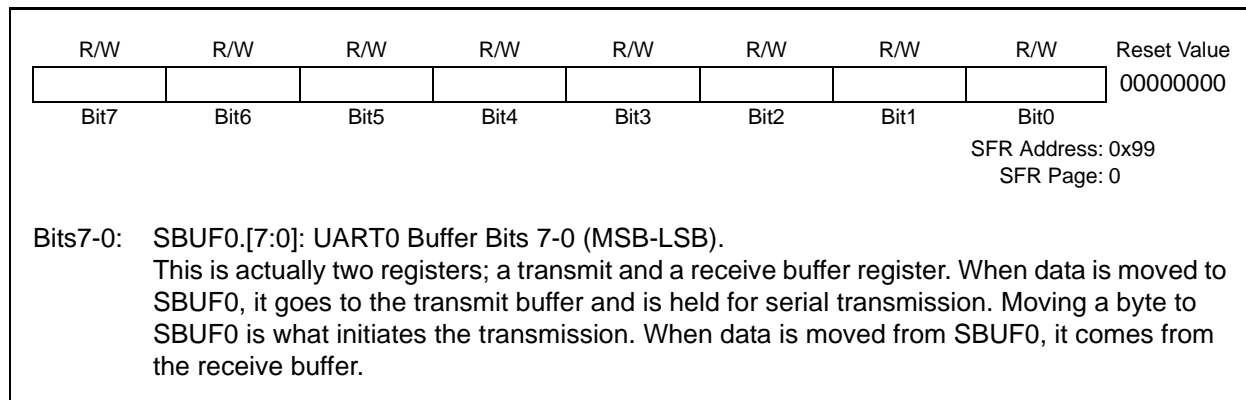 R/W R/W R/W R/W R/W R/W R/W R/W Reset Value
00000000
Bit7 Bit6 Bit5 Bit4 Bit3 Bit2 Bit1 Bit0
SFR Address: 0x99
SFR Page: 0
Bits7-0: SBUF0.[7:0]: UART0 Buffer Bits 7-0 (MSB-LSB).
This is actually two registers; a transmit and a receive buffer register. When data is moved to
SBUF0, it goes to the transmit buffer and is held for serial transmission. Moving a byte to
SBUF0 is what initiates the transmission. When data is moved from SBUF0, it comes from
the receive buffer.